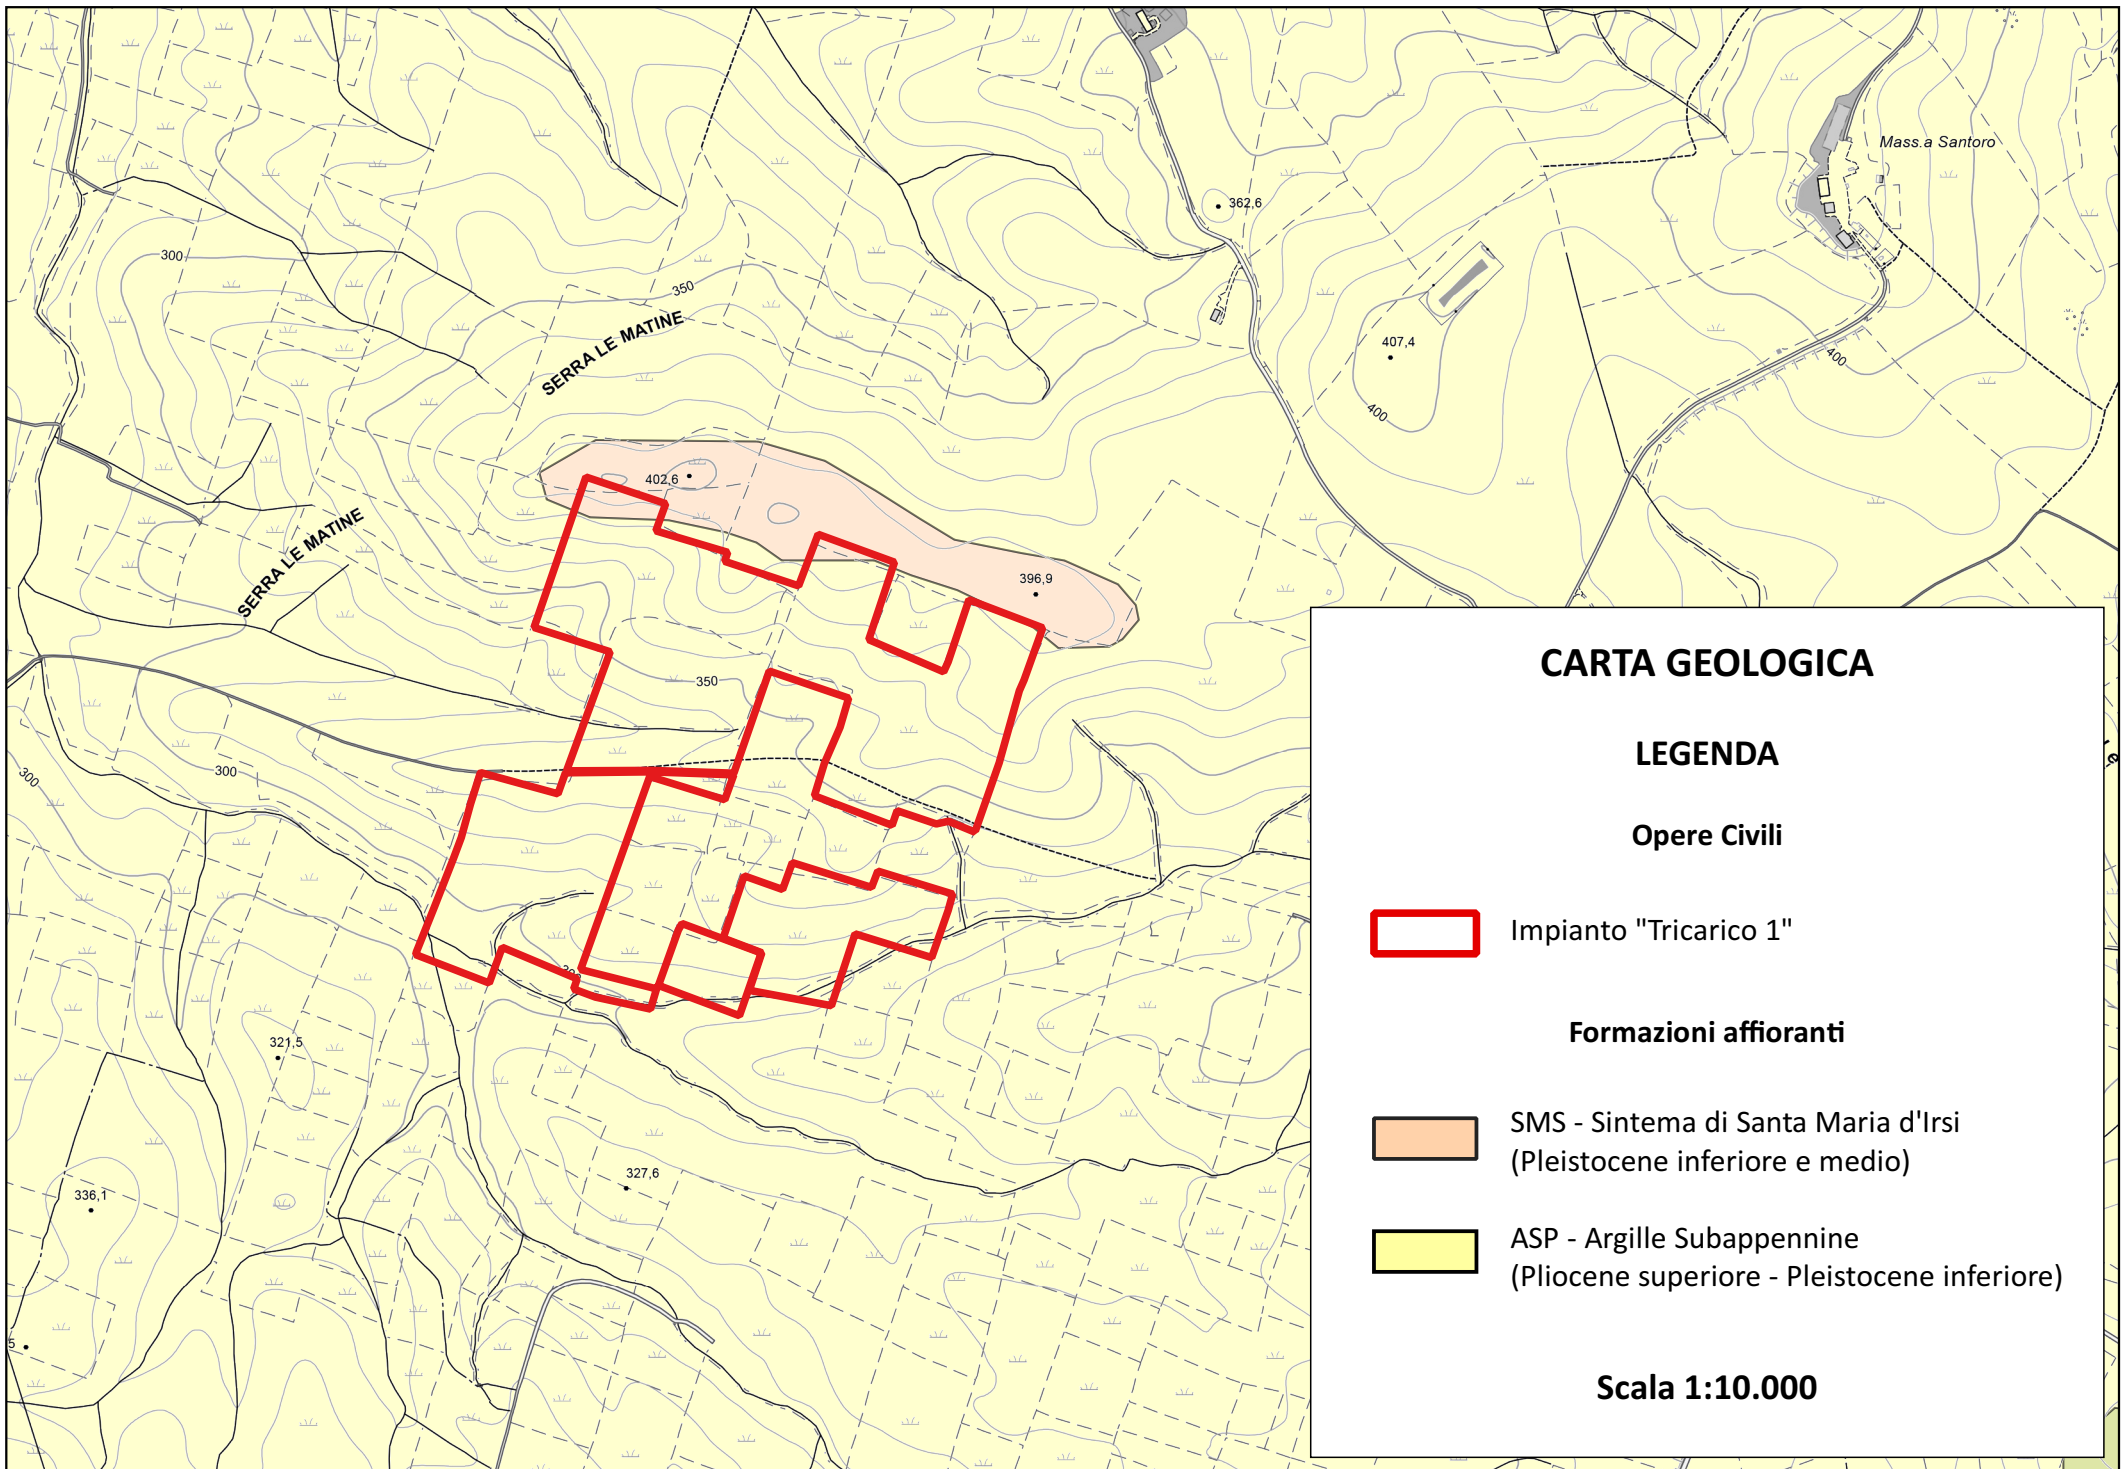 Mass.a Santoro
362,6
300
350
SERRA LE MATINE
407,4
400
400
402,6
SERRA LE MATINE
396,9
350
300
300
321,5
327,6
336,1
5
CARTA GEOLOGICA
LEGENDA
Opere Civili
Impianto "Tricarico 1"
Formazioni affioranti
SMS - Sintema di Santa Maria d'Irsi
(Pleistocene inferiore e medio)
ASP - Argille Subappennine
(Pliocene superiore - Pleistocene inferiore)
Scala 1:10.000